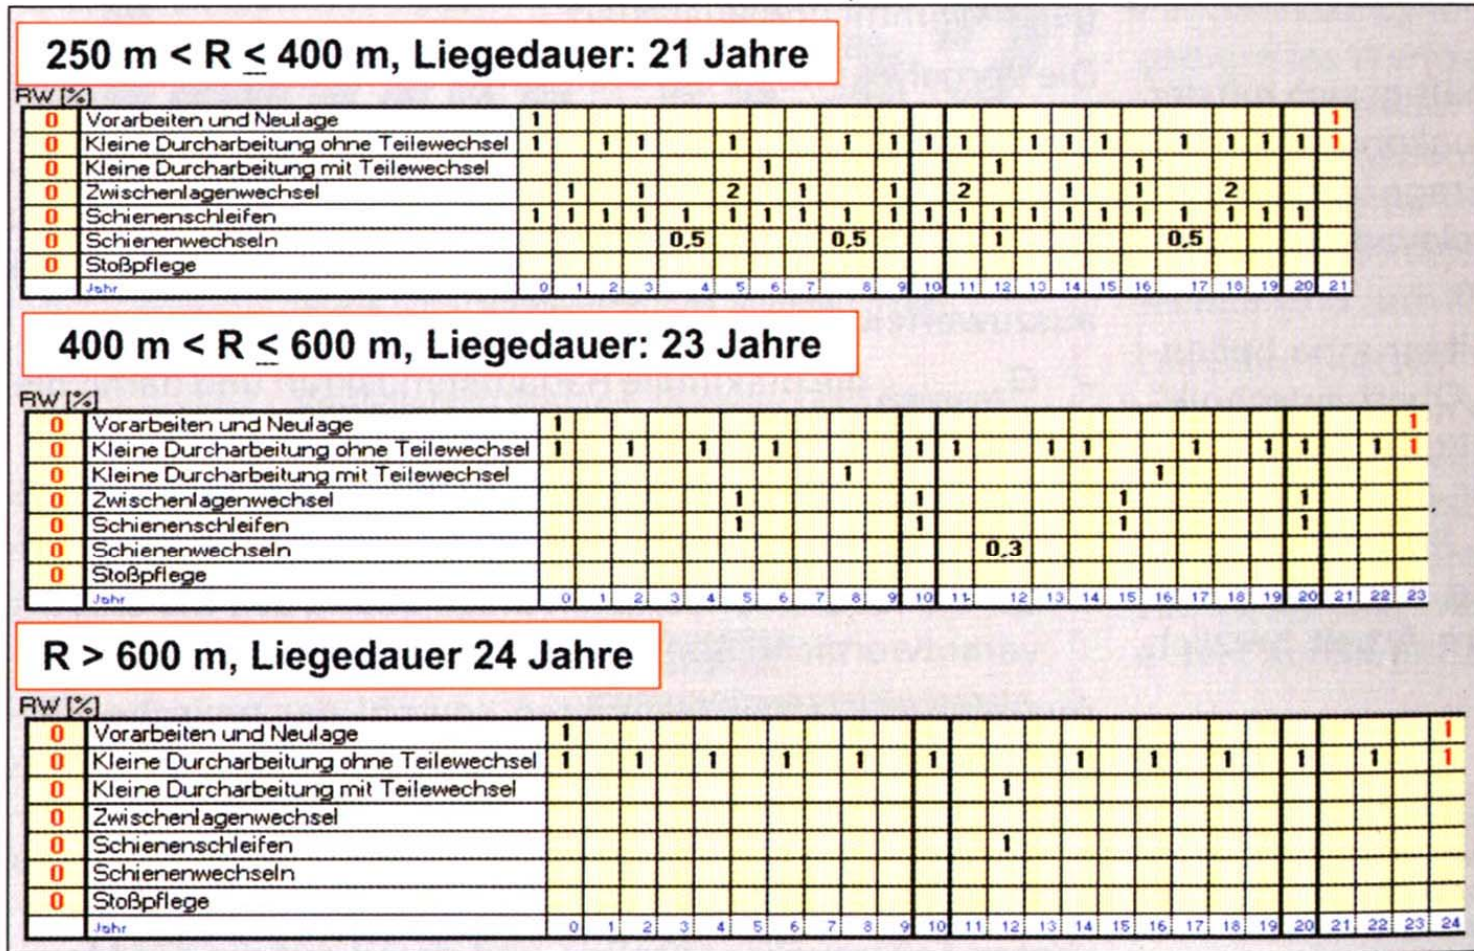 250 m < R ≤ 400 m, Liegedauer: 21 Jahre
RW [%]
0 Vorarbeiten und Neulage 1 1
0 Kleine Durcharbeitung ohne Teilewechsel 1 1 1 1 1 1 1 1 1 1 1 1 1 1 1 1
0 Kleine Durcharbeitung mit Teilewechsel 1 1 1
0 Zwischenlagenwechsel 1 1 2 1 1 2 1 1 2
0 Schienenschleifen 1 1 1 1 1 1 1 1 1 1 1 1 1 1 1 1 1 1 1 1 1
0 Schienenwechseln 0,5 0,5 1 0,5
0 Stoßpflege
Jahr 0 1 2 3 4 5 6 7 8 9 10 11 12 13 14 15 16 17 18 19 20 21
400 m < R ≤ 600 m, Liegedauer: 23 Jahre
RW [%]
0 Vorarbeiten und Neulage 1 1
0 Kleine Durcharbeitung ohne Teilewechsel 1 1 1 1 1 1 1 1 1 1 1 1 1
0 Kleine Durcharbeitung mit Teilewechsel 1 1
0 Zwischenlagenwechsel 1 1 1 1
0 Schienenschleifen 1 1 1 1
0 Schienenwechseln 0,3
0 Stoßpflege
Jahr 0 1 2 3 4 5 6 7 8 9 10 11 12 13 14 15 16 17 18 19 20 21 22 23
R > 600 m, Liegedauer 24 Jahre
RW [%]
0 Vorarbeiten und Neulage 1 1
0 Kleine Durcharbeitung ohne Teilewechsel 1 1 1 1 1 1 1 1 1 1 1 1
0 Kleine Durcharbeitung mit Teilewechsel 1
0 Zwischenlagenwechsel
0 Schienenschleifen 1
0 Schienenwechseln
0 Stoßpflege
Jahr 0 1 2 3 4 5 6 7 8 9 10 11 12 13 14 15 16 17 18 19 20 21 22 23 24